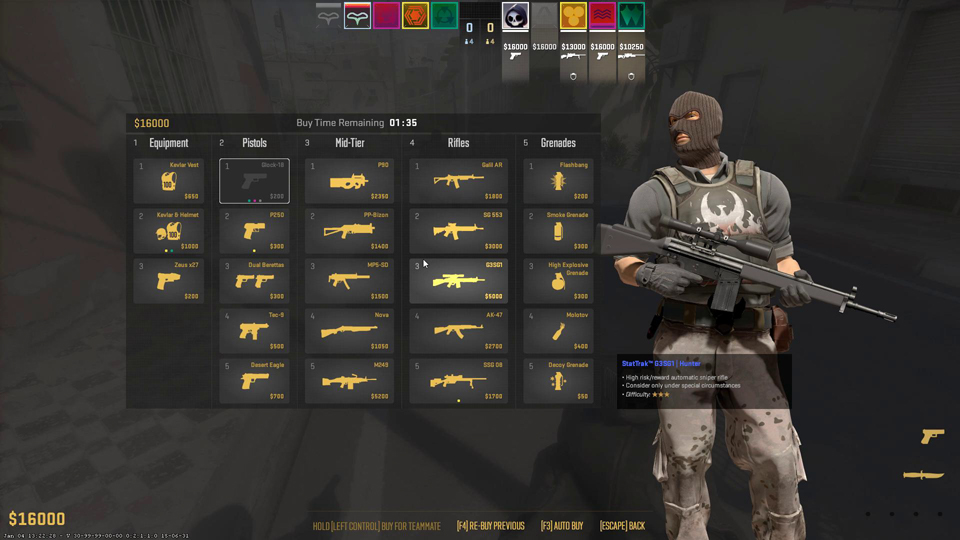 0 0
4 4
$16000 $16000 $13000 $16000 $10250
$16000
Buy Time Remaining 01:35
1 Equipment
2 Pistols
3 Mid-Tier
4 Rifles
5 Grenades
1 Kevlar Vest
100
$650
2 Kevlar & Helmet
100
$1000
3 Zeus x27
$200
1 Glock-18
$200
2 P250
$300
3 Dual Berettas
$300
4 Tec-9
$500
5 Desert Eagle
$700
1 P90
$2350
2 PP-Bizon
$1400
3 MP5-SD
$1500
4 Nova
$1050
5 M249
$5200
1 Galil AR
$1800
2 SG 553
$3000
3 G3SG1
$5000
4 AK-47
$2700
5 SSG 08
$1700
1 Flashbang
$200
2 Smoke Grenade
$300
3 High Explosive
Grenade
$300
4 Molotov
$400
5 Decoy Grenade
$50
StatTrak™ G3SG1 | Hunter
• High risk/reward automatic sniper rifle
• Consider only under special circumstances
• Difficulty: ★★★
$16000
HOLD [LEFT CONTROL] BUY FOR TEAMMATE
[F4] RE-BUY PREVIOUS
[F3] AUTO BUY
[ESCAPE] BACK